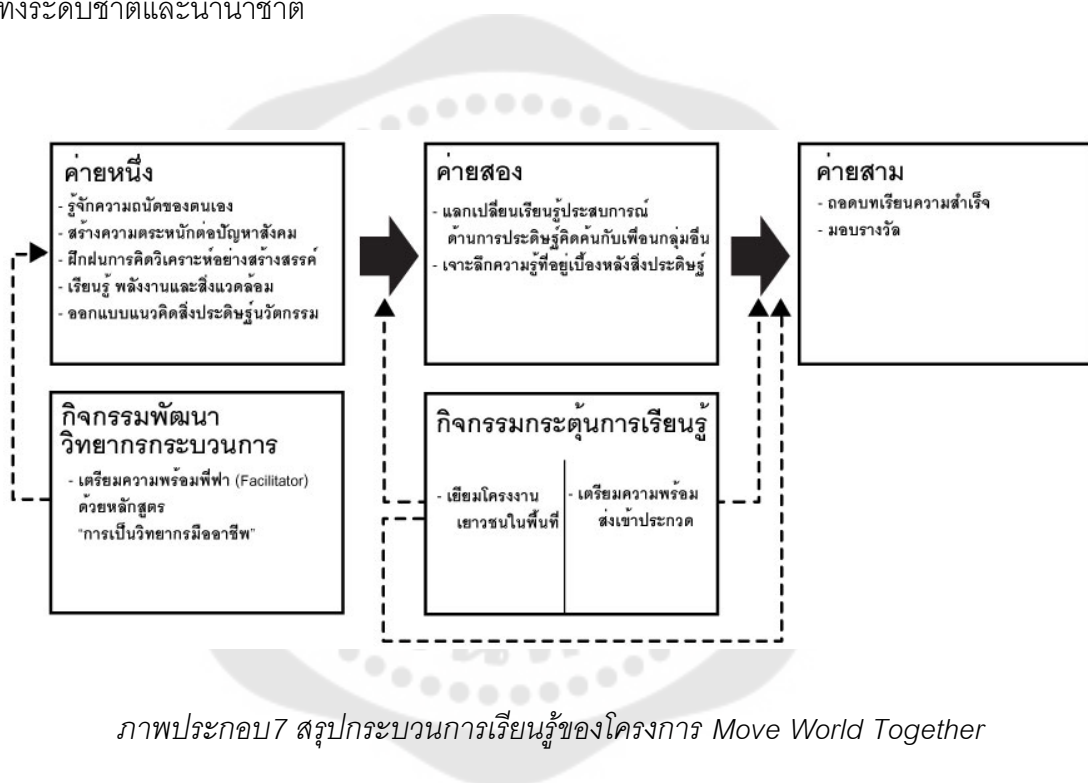 ทั้งระดับชาติและนานาชาติ
ค่ายหนึ่ง
- รู้จักความถนัดของตนเอง
- สร้างความตระหนักต่อปัญหาสังคม
- ฝึกฝนการคิดวิเคราะห์อย่างสร้างสรรค์
- เรียนรู้ พลังงานและสิ่งแวดล้อม
- ออกแบบแนวคิดสิ่งประดิษฐ์นวัตกรรม
ค่ายสอง
- แลกเปลี่ยนเรียนรู้ประสบการณ์
ด้านการประดิษฐ์คิดค้นกับเพื่อนกลุ่มอื่น
- เจาะลึกความรู้ที่อยู่เบื้องหลังสิ่งประดิษฐ์
ค่ายสาม
- ถอดบทเรียนความสำเร็จ
- มอบรางวัล
กิจกรรมพัฒนา
วิทยากรกระบวนการ
- เตรียมความพร้อมพี่ฟา (Facilitator)
ด้วยหลักสูตร
"การเป็นวิทยากรมืออาชีพ"
กิจกรรมกระตุ้นการเรียนรู้
- เยี่ยมโครงงาน
เยาวชนในพื้นที่
- เตรียมความพร้อม
ส่งเข้าประกวด
ภาพประกอบ7 สรุปกระบวนการเรียนรู้ของโครงการ Move World Together